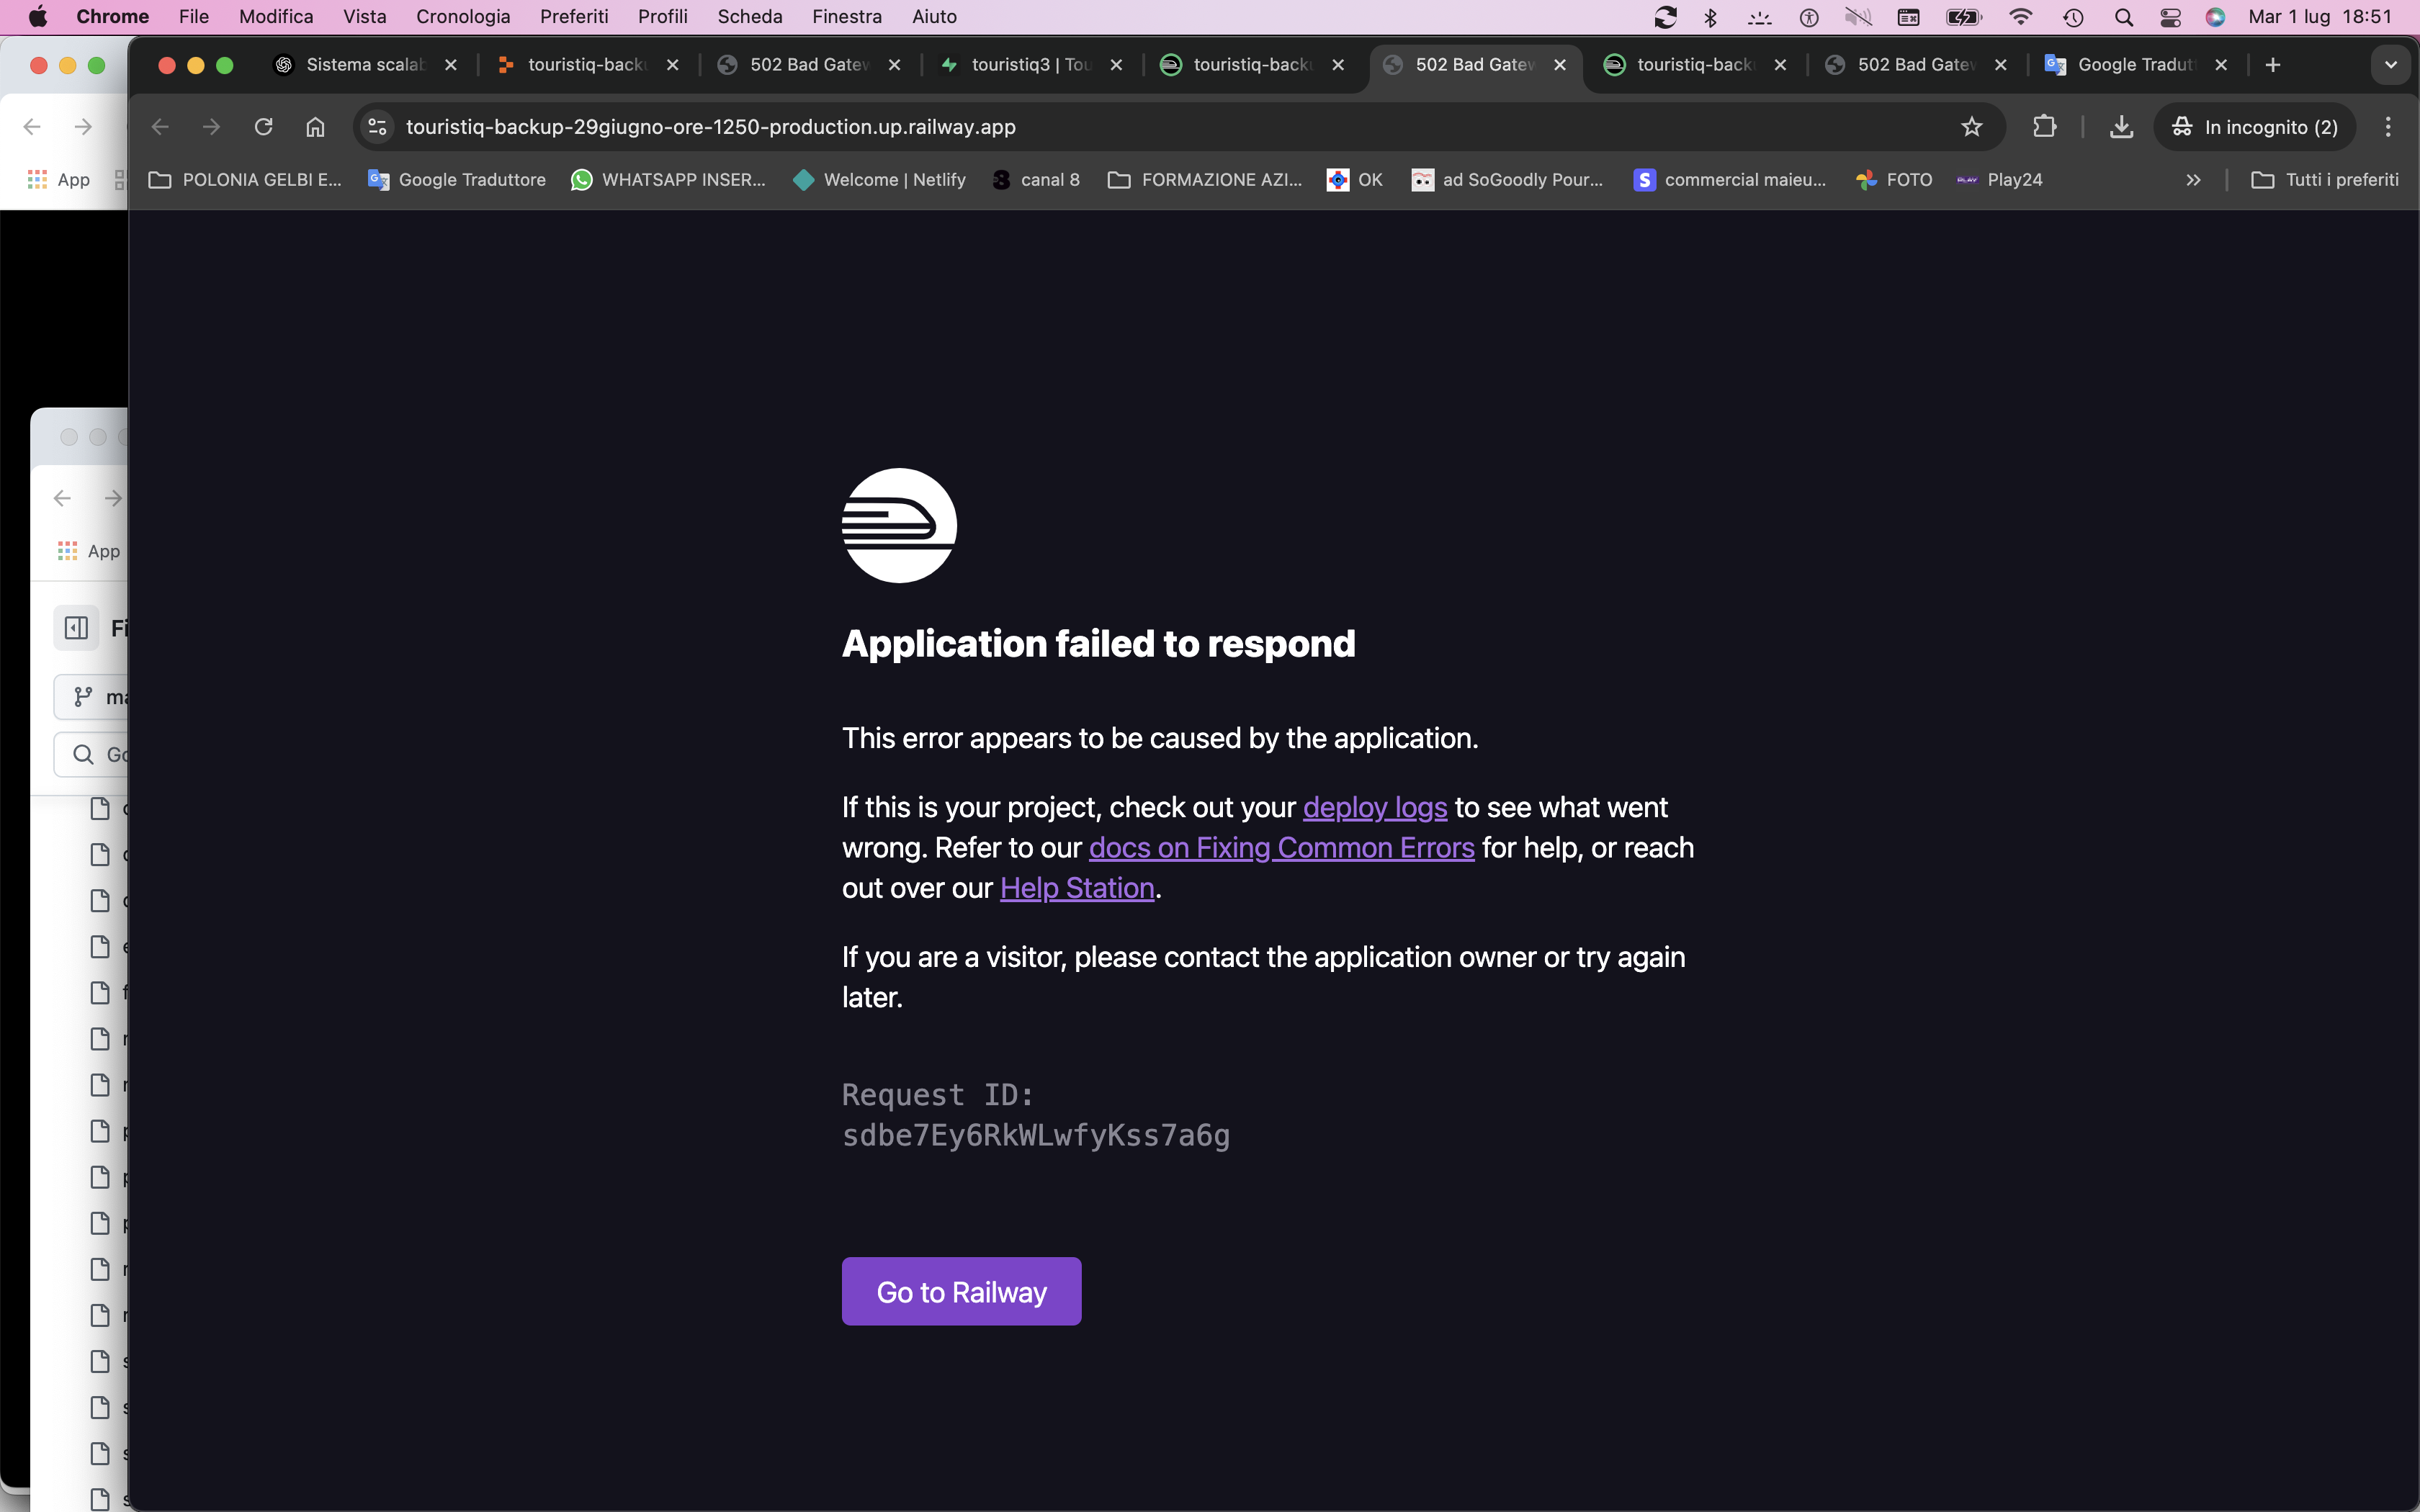 Chrome File Modifica Vista Cronologia Preferiti Profili Scheda Finestra Aiuto Mar 1 lug 18:51
Sistema scalab touristiq-backu 502 Bad Gatew touristiq3 | Tou touristiq-backu 502 Bad Gatew touristiq-backu 502 Bad Gatew Google Tradutt
touristiq-backup-29giugno-ore-1250-production.up.railway.app In incognito (2)
App POLONIA GELBI E... Google Traduttore WHATSAPP INSER... Welcome | Netlify canal 8 FORMAZIONE AZI... OK ad SoGoodly Pour... commercial maieu... FOTO Play24 Tutti i preferiti
App
Fi
ma
Go
Application failed to respond
This error appears to be caused by the application.
If this is your project, check out your deploy logs to see what went
wrong. Refer to our docs on Fixing Common Errors for help, or reach
out over our Help Station.
If you are a visitor, please contact the application owner or try again
later.
Request ID:
sdbe7Ey6RkWLwfyKss7a6g
Go to Railway